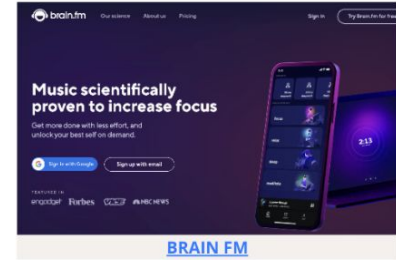 brain.fm Our science About us Pricing Sign in Try Brain.fm for free
Music scientifically
proven to increase focus
Get more done with less effort, and
unlock your best self on demand.
Sign in with Google Sign up with email
FEATURED IN
engadget Forbes NBC NEWS
2:13
BRAIN FM